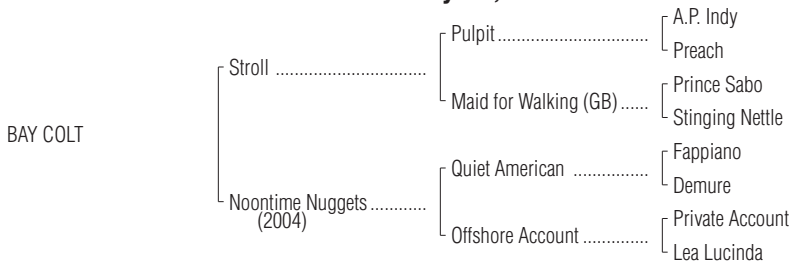 A.P. Indy
Pulpit................................
Preach
Stroll ................................
Prince Sabo
Maid for Walking (GB) ......
Stinging Nettle
BAY COLT
Fappiano
Quiet American ................
Demure
Noontime Nuggets............
(2004)
Private Account
Offshore Account ..............
Lea Lucinda